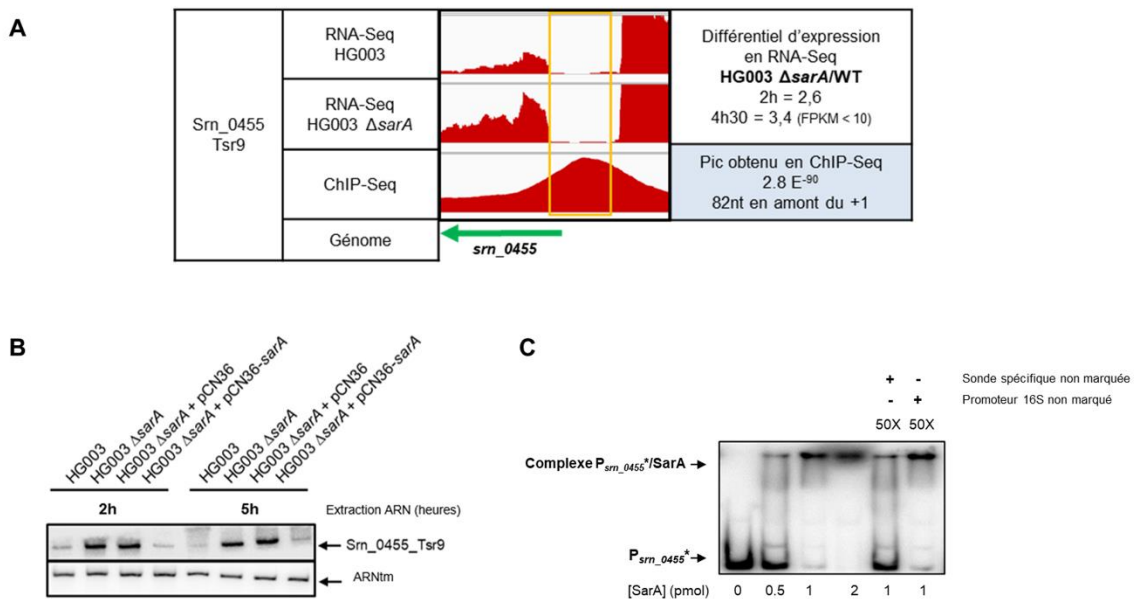 A
Srn_0455
Tsr9
RNA-Seq
HG003
RNA-Seq
HG003 ΔsarA
ChIP-Seq
Génome
srn_0455
Différentiel d'expression
en RNA-Seq
HG003 ΔsarA/WT
2h = 2,6
4h30 = 3,4 (FPKM < 10)
Pic obtenu en ChIP-Seq
2.8 E-90
82nt en amont du +1
B
HG003
HG003 ΔsarA
HG003 ΔsarA + pCN36
HG003 ΔsarA + pCN36-sarA
HG003
HG003 ΔsarA
HG003 ΔsarA + pCN36
HG003 ΔsarA + pCN36-sarA
2h 5h Extraction ARN (heures)
Srn_0455_Tsr9
ARNtm
C
+ - Sonde spécifique non marquée
- + Promoteur 16S non marqué
50X 50X
Complexe Psrn_0455*/SarA
Psrn_0455*
[SarA] (pmol) 0 0.5 1 2 1 1